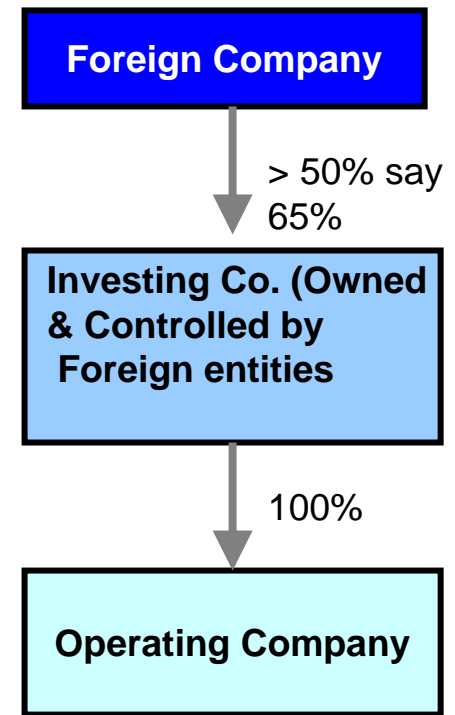 Foreign Company
> 50% say
65%
Investing Co. (Owned
& Controlled by
Foreign entities
100%
Operating Company